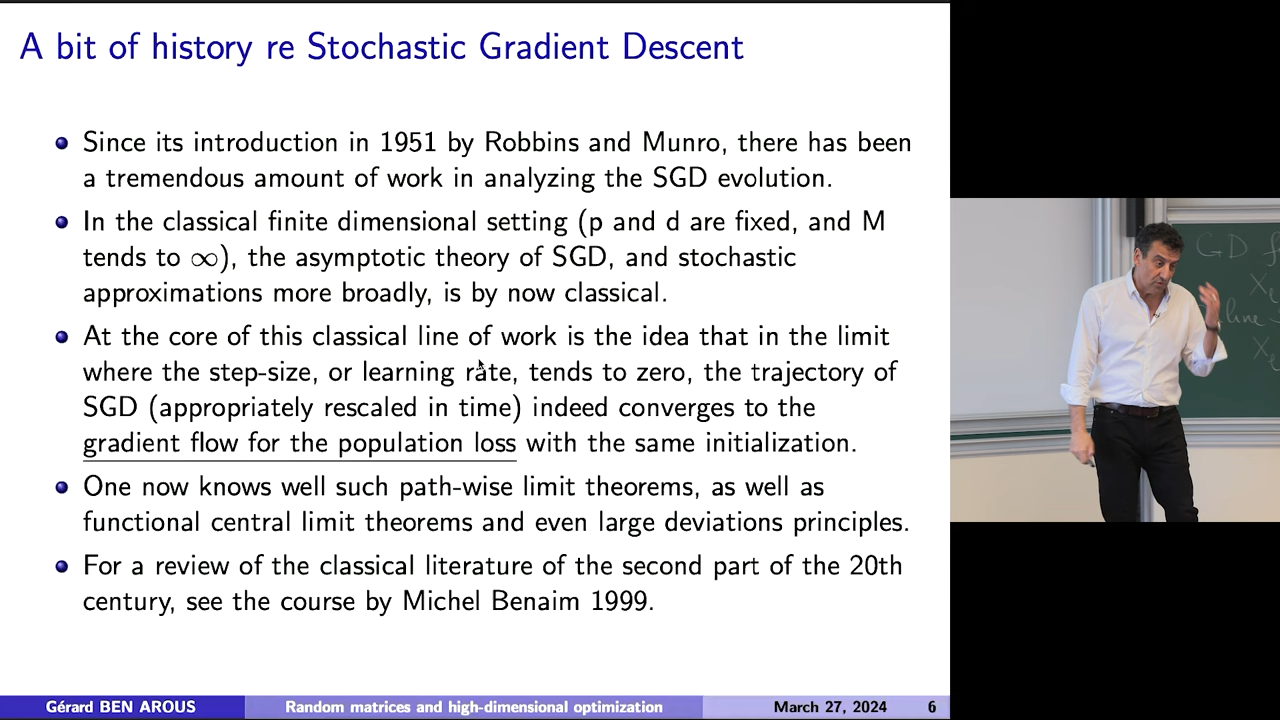 A bit of history re Stochastic Gradient Descent
Since its introduction in 1951 by Robbins and Munro, there has been
a tremendous amount of work in analyzing the SGD evolution.
In the classical finite dimensional setting (p and d are fixed, and M
tends to ∞), the asymptotic theory of SGD, and stochastic
approximations more broadly, is by now classical.
At the core of this classical line of work is the idea that in the limit
where the step-size, or learning rate, tends to zero, the trajectory of
SGD (appropriately rescaled in time) indeed converges to the
gradient flow for the population loss with the same initialization.
One now knows well such path-wise limit theorems, as well as
functional central limit theorems and even large deviations principles.
For a review of the classical literature of the second part of the 20th
century, see the course by Michel Benaim 1999.
Gérard BEN AROUS Random matrices and high-dimensional optimization March 27, 2024 6
GD